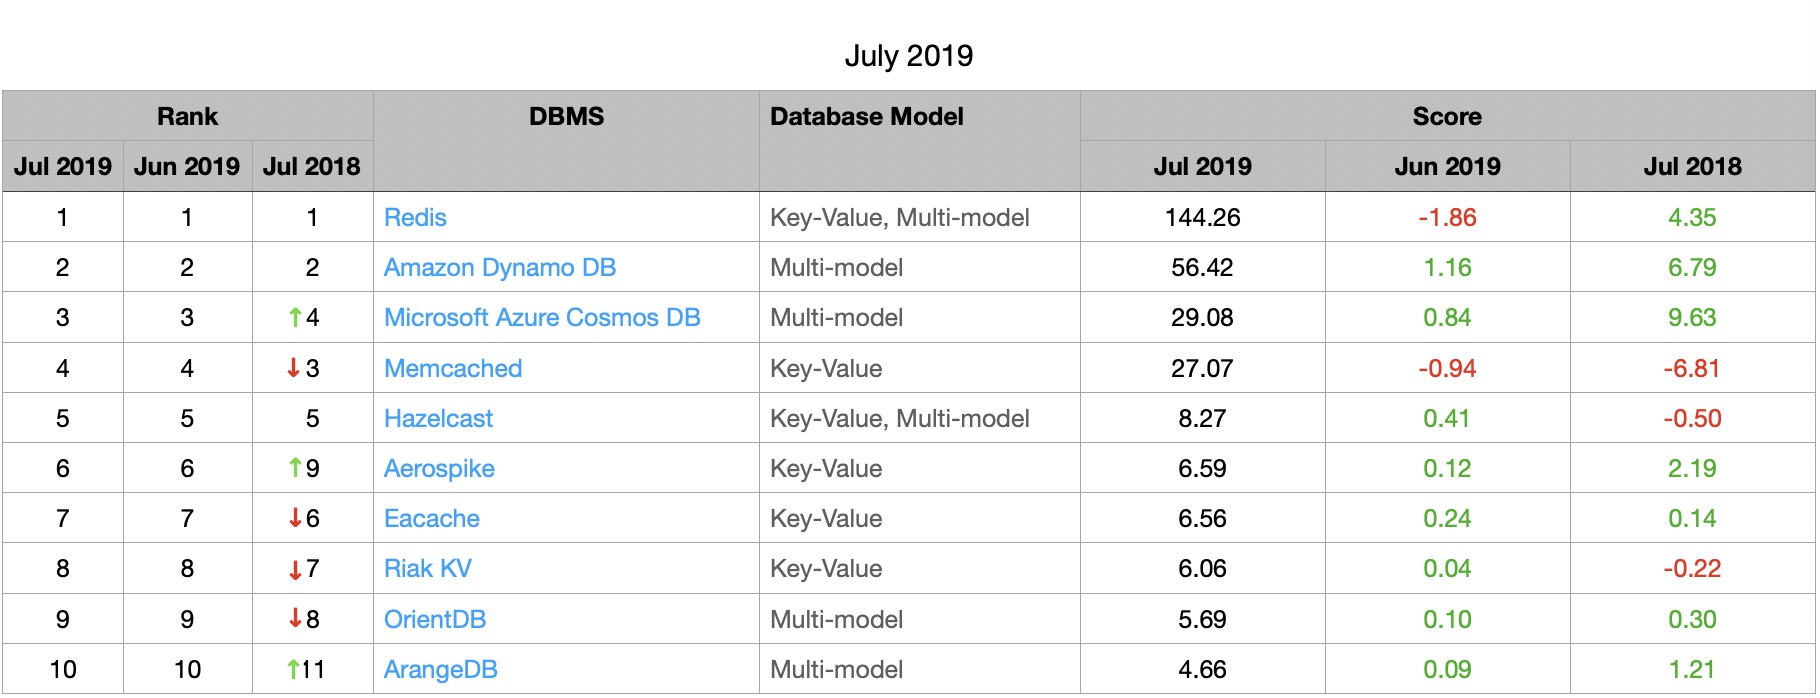 July 2019
Rank DBMS Database Model Score
Jul 2019 Jun 2019 Jul 2018 Jul 2019 Jun 2019 Jul 2018
1 1 1 Redis Key-Value, Multi-model 144.26 -1.86 4.35
2 2 2 Amazon Dynamo DB Multi-model 56.42 1.16 6.79
3 3 ↑4 Microsoft Azure Cosmos DB Multi-model 29.08 0.84 9.63
4 4 ↓3 Memcached Key-Value 27.07 -0.94 -6.81
5 5 5 Hazelcast Key-Value, Multi-model 8.27 0.41 -0.50
6 6 ↑9 Aerospike Key-Value 6.59 0.12 2.19
7 7 ↓6 Eacache Key-Value 6.56 0.24 0.14
8 8 ↓7 Riak KV Key-Value 6.06 0.04 -0.22
9 9 ↓8 OrientDB Multi-model 5.69 0.10 0.30
10 10 ↑11 ArangeDB Multi-model 4.66 0.09 1.21